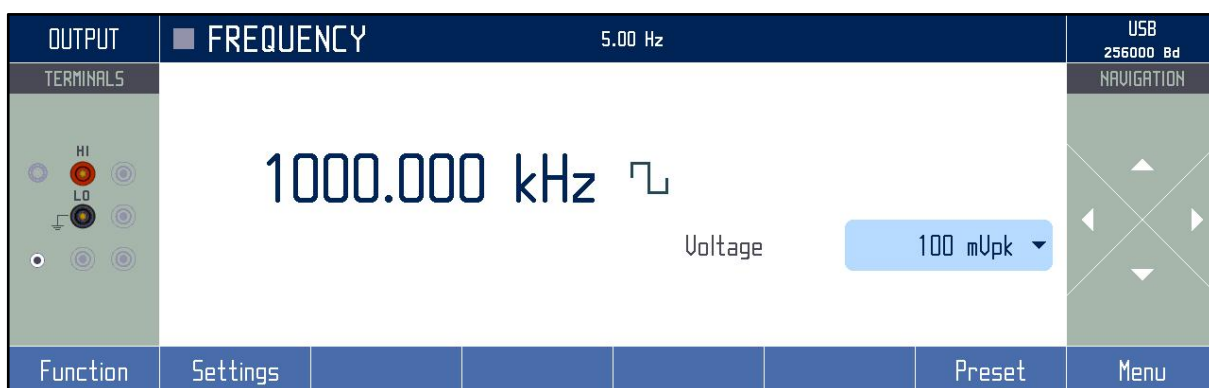 OUTPUT
FREQUENCY
5.00 Hz
USB
256000 Bd
TERMINALS
NAVIGATION
HI
LO
1000.000 kHz
Voltage
100 mVpk
Function
Settings
Preset
Menu